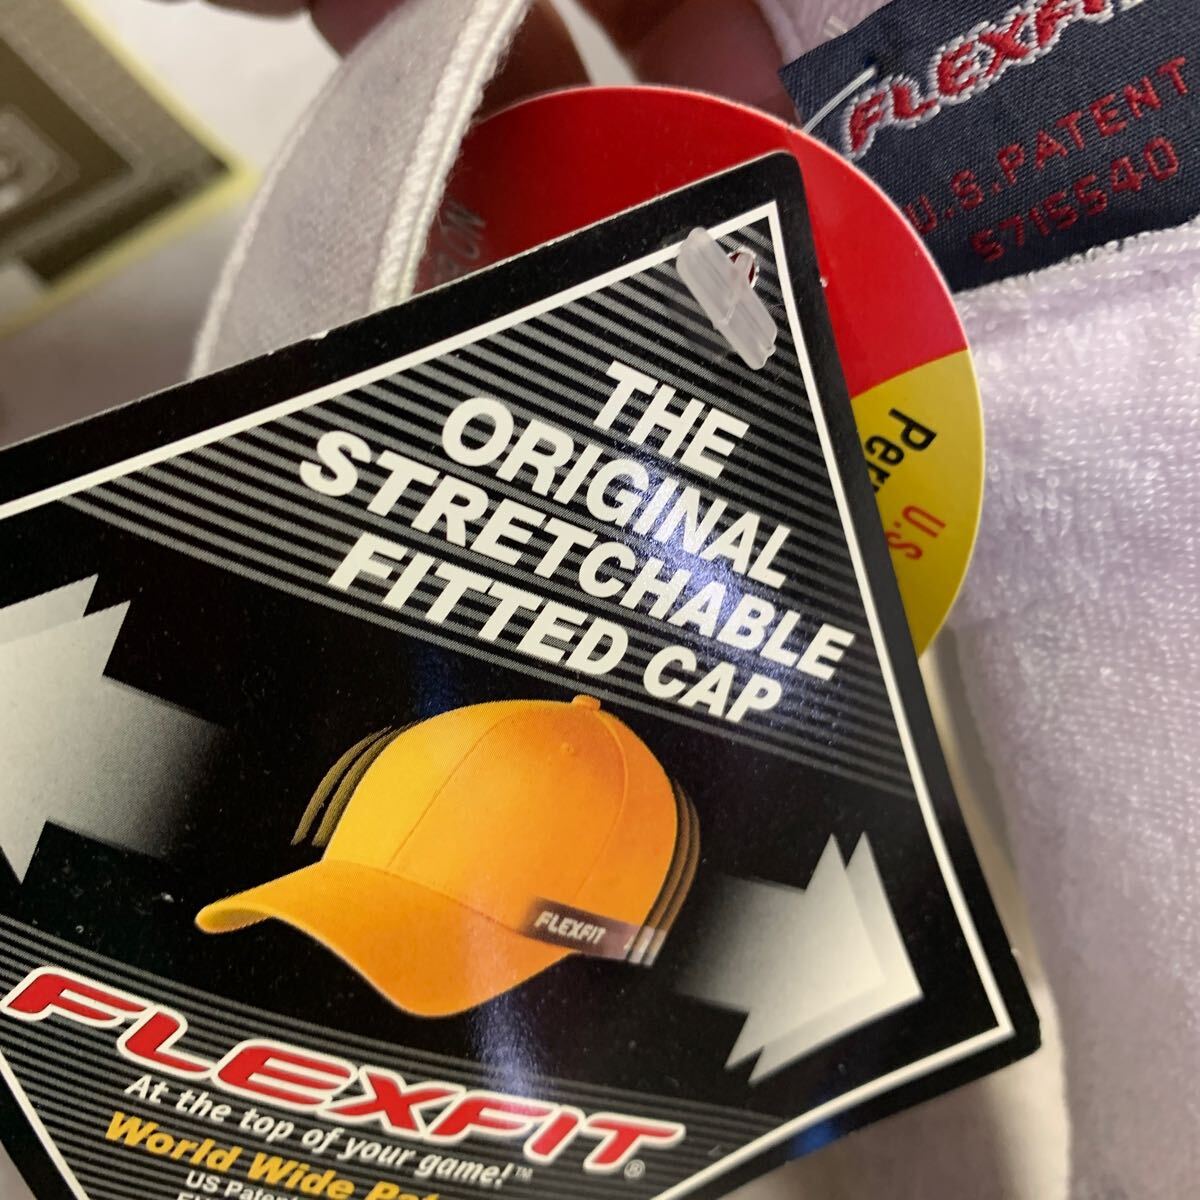 FLEXFIT
U.S. PATENT
5715540
THE
ORIGINAL
STRETCHABLE
FITTED CAP
FLEXFIT
FLEXFIT®
At the top of your game!™
World Wide
US
U.S